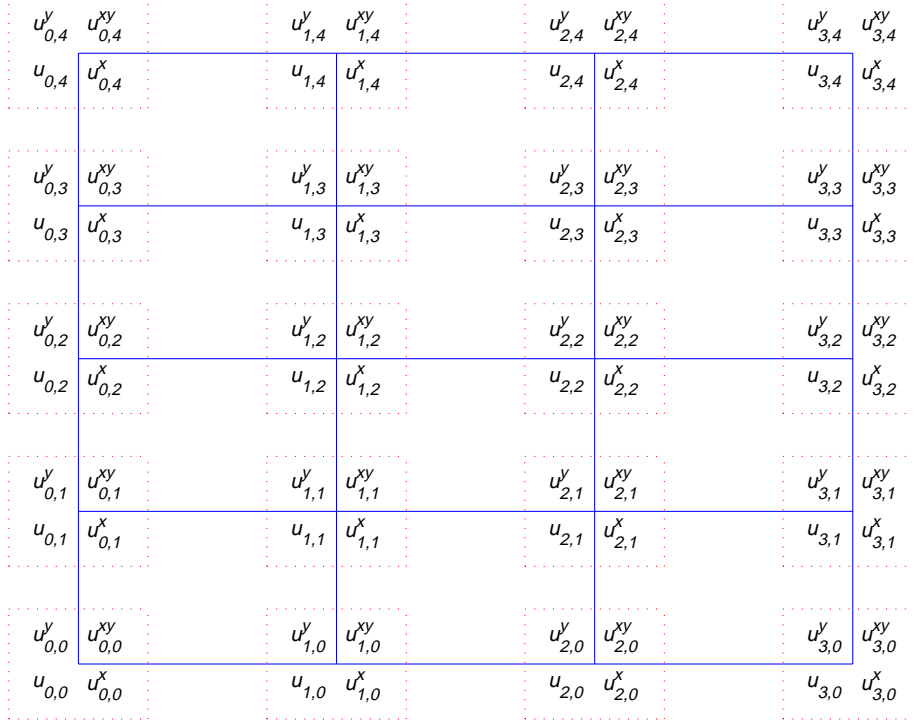 u^y_{0,4} u^{xy}_{0,4} u^y_{1,4} u^{xy}_{1,4} u^y_{2,4} u^{xy}_{2,4} u^y_{3,4} u^{xy}_{3,4}
u_{0,4} u^x_{0,4} u_{1,4} u^x_{1,4} u_{2,4} u^x_{2,4} u_{3,4} u^x_{3,4}
u^y_{0,3} u^{xy}_{0,3} u^y_{1,3} u^{xy}_{1,3} u^y_{2,3} u^{xy}_{2,3} u^y_{3,3} u^{xy}_{3,3}
u_{0,3} u^x_{0,3} u_{1,3} u^x_{1,3} u_{2,3} u^x_{2,3} u_{3,3} u^x_{3,3}
u^y_{0,2} u^{xy}_{0,2} u^y_{1,2} u^{xy}_{1,2} u^y_{2,2} u^{xy}_{2,2} u^y_{3,2} u^{xy}_{3,2}
u_{0,2} u^x_{0,2} u_{1,2} u^x_{1,2} u_{2,2} u^x_{2,2} u_{3,2} u^x_{3,2}
u^y_{0,1} u^{xy}_{0,1} u^y_{1,1} u^{xy}_{1,1} u^y_{2,1} u^{xy}_{2,1} u^y_{3,1} u^{xy}_{3,1}
u_{0,1} u^x_{0,1} u_{1,1} u^x_{1,1} u_{2,1} u^x_{2,1} u_{3,1} u^x_{3,1}
u^y_{0,0} u^{xy}_{0,0} u^y_{1,0} u^{xy}_{1,0} u^y_{2,0} u^{xy}_{2,0} u^y_{3,0} u^{xy}_{3,0}
u_{0,0} u^x_{0,0} u_{1,0} u^x_{1,0} u_{2,0} u^x_{2,0} u_{3,0} u^x_{3,0}